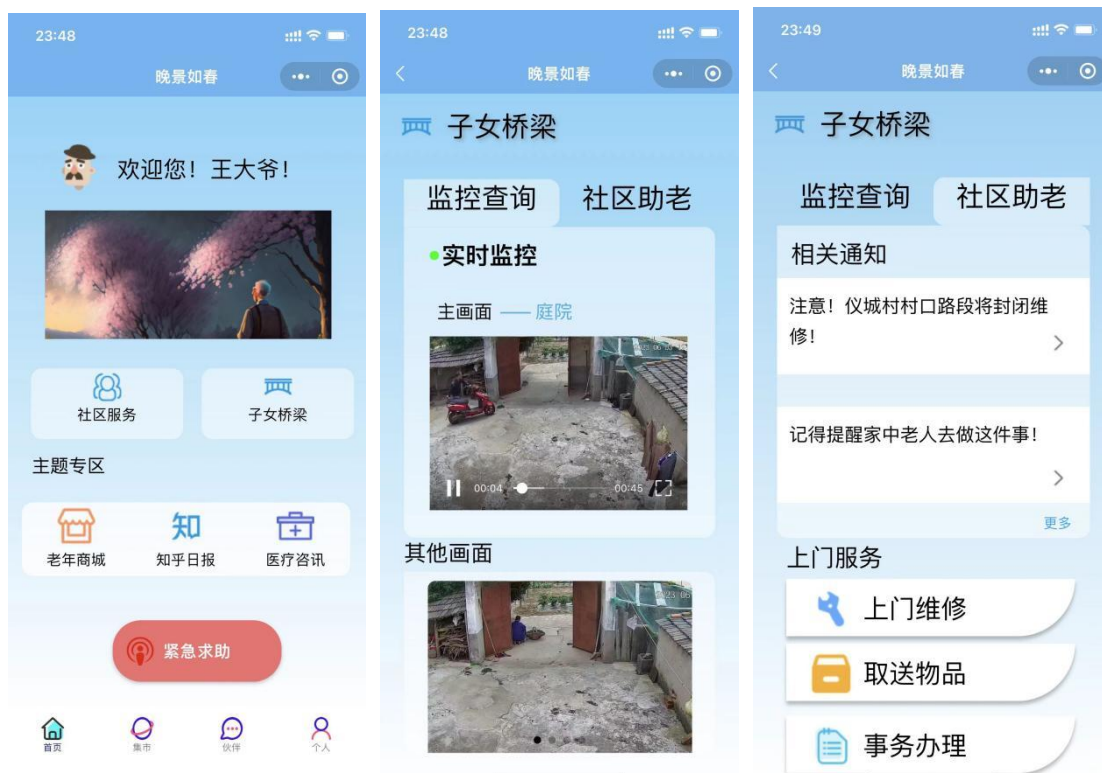 23:48
晚景如春
欢迎您！王大爷！
社区服务
子女桥梁
主题专区
老年商城
知
知乎日报
医疗咨讯
紧急求助
首页
集市
伙伴
个人
23:48
晚景如春
子女桥梁
监控查询
社区助老
实时监控
主画面 —— 庭院
00:04
00:45
其他画面
23:49
晚景如春
子女桥梁
监控查询
社区助老
相关通知
注意！仪城村村口路段将封闭维
修！
记得提醒家中老人去做这件事！
更多
上门服务
上门维修
取送物品
事务办理